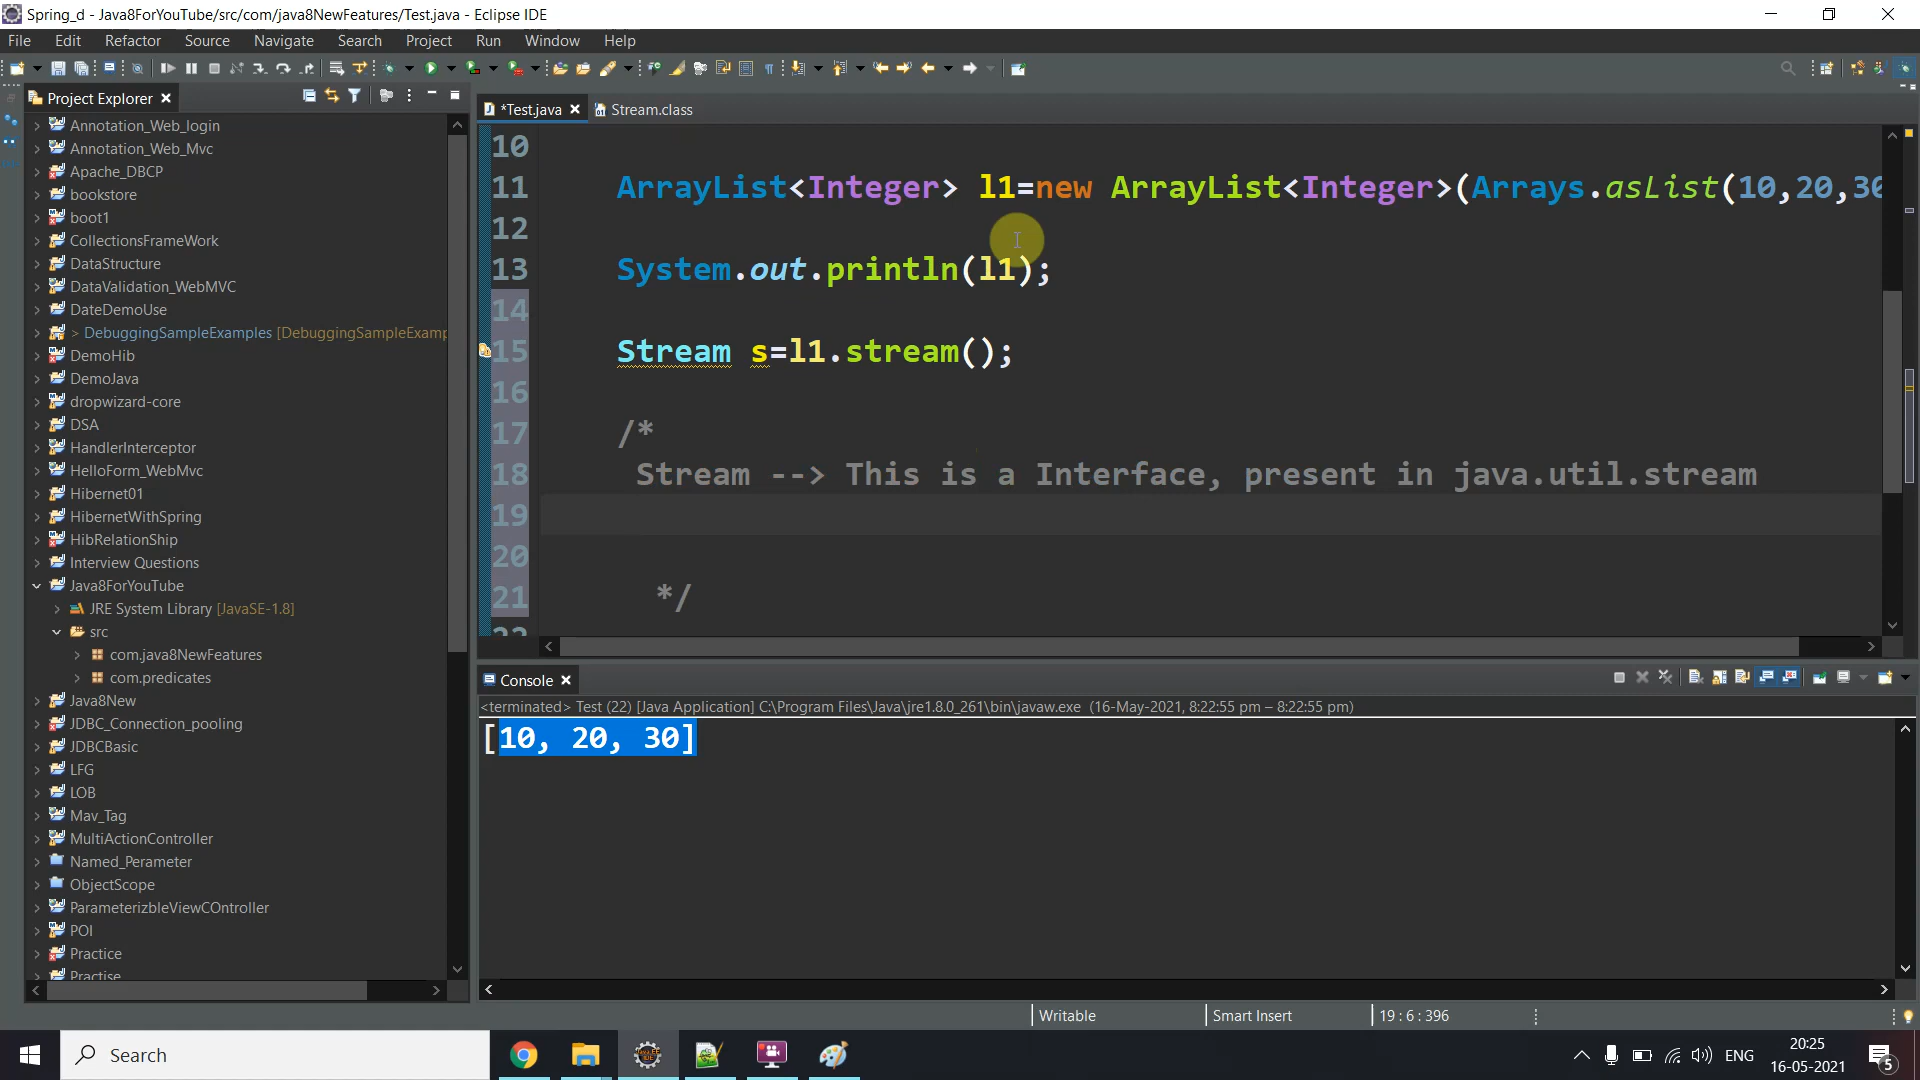 Spring_d - Java8ForYouTube/src/com/java8NewFeatures/Test.java - Eclipse IDE
File Edit Refactor Source Navigate Search Project Run Window Help
Project Explorer
Annotation_Web_login
Annotation_Web_Mvc
Apache_DBCP
bookstore
boot1
CollectionsFrameWork
DataStructure
DataValidation_WebMVC
DateDemoUse
> DebuggingSampleExamples [DebuggingSampleExamp
DemoHib
DemoJava
dropwizard-core
DSA
HandlerInterceptor
HelloForm_WebMvc
Hibernet01
HibernetWithSpring
HibRelationShip
Interview Questions
Java8ForYouTube
JRE System Library [JavaSE-1.8]
src
com.java8NewFeatures
com.predicates
Java8New
JDBC_Connection_pooling
JDBCBasic
LFG
LOB
Mav_Tag
MultiActionController
Named_Perameter
ObjectScope
ParameterizbleViewCOntroller
POI
Practice
Practise
*Test.java Stream.class
10
11 ArrayList<Integer> l1=new ArrayList<Integer>(Arrays.asList(10,20,30
12
13 System.out.println(l1);
14
15 Stream s=l1.stream();
16
17 /*
18 Stream --> This is a Interface, present in java.util.stream
19
20
21 */
22
Console
<terminated> Test (22) [Java Application] C:\Program Files\Java\jre1.8.0_261\bin\javaw.exe (16-May-2021, 8:22:55 pm – 8:22:55 pm)
[10, 20, 30]
Writable Smart Insert 19 : 6 : 396
Search
ENG
20:25
16-05-2021
5